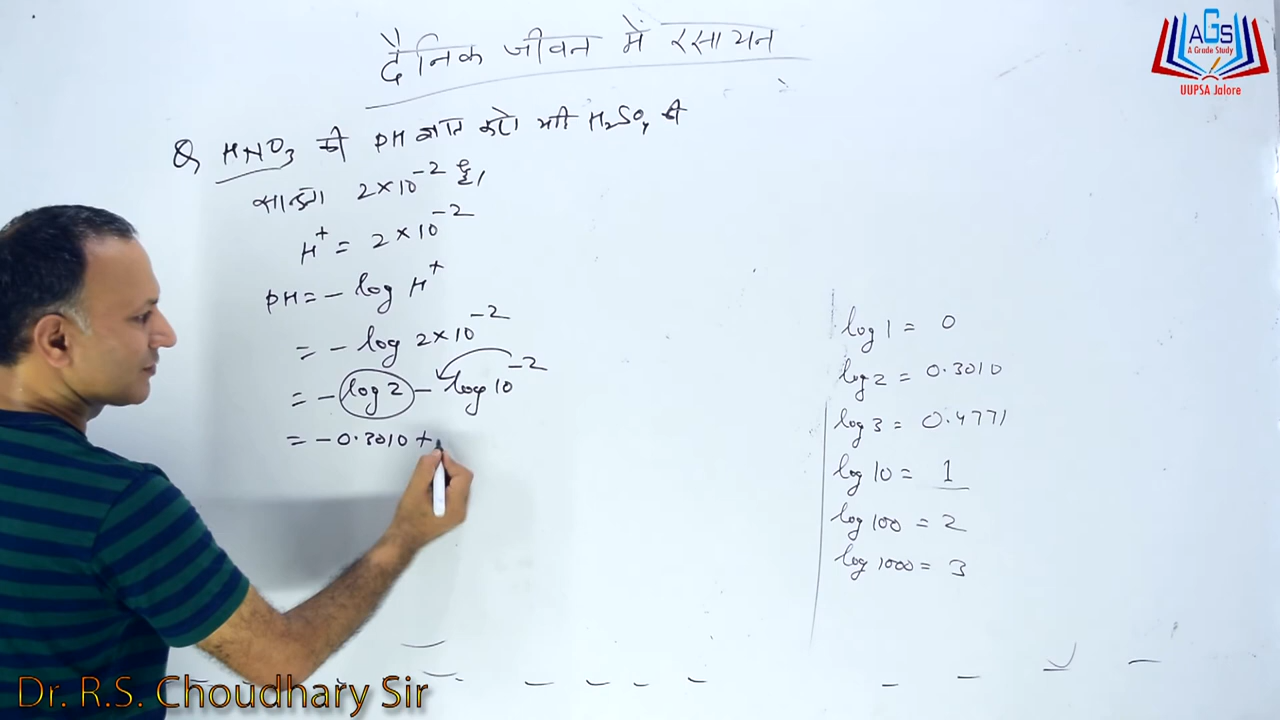 दैनिक जीवन में रसायन
AGS
A Grade Study
UUPSA Jalore
Q, HNO3 की PH ज्ञात करो यदि H2SO4 की
सान्द्रता 2×10^-2 है।
H^+ = 2×10^-2
PH = - log H^+
= - log 2×10^-2
= - log 2 - log 10^-2
= - 0.3010 +
log 1 = 0
log 2 = 0.3010
log 3 = 0.4771
log 10 = 1
log 100 = 2
log 1000 = 3
Dr. R.S. Choudhary Sir